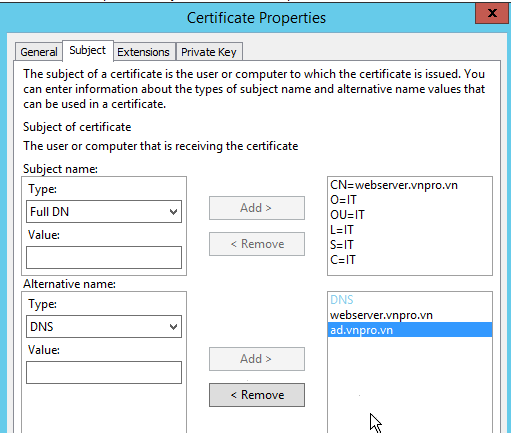 Certificate Properties
x
General Subject Extensions Private Key
The subject of a certificate is the user or computer to which the certificate is issued. You
can enter information about the types of subject name and alternative name values that
can be used in a certificate.
Subject of certificate
The user or computer that is receiving the certificate
Subject name:
Type:
Full DN
Value:
Add >
< Remove
CN=webserver.vnpro.vn
O=IT
OU=IT
L=IT
S=IT
C=IT
Alternative name:
Type:
DNS
Value:
Add >
< Remove
DNS
webserver.vnpro.vn
ad.vnpro.vn